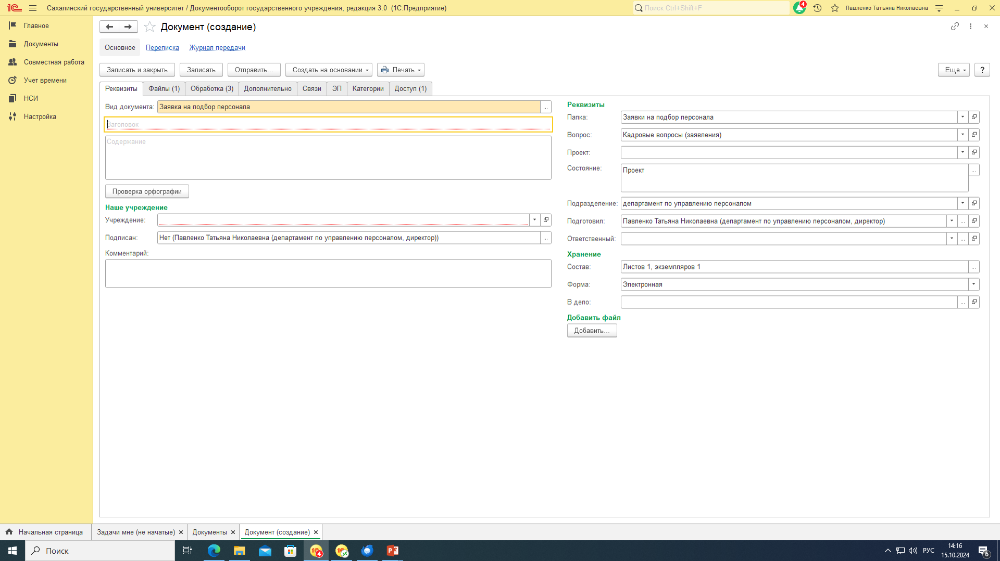 Сахалинский государственный университет / Документооборот государственного учреждения, редакция 3.0 (1С:Предприятие)
Поиск Ctrl+Shift+F
4
Павленко Татьяна Николаевна
Главное
Документы
Совместная работа
Учет времени
НСИ
Настройка
Документ (создание)
Основное Переписка Журнал передачи
Записать и закрыть Записать Отправить... Создать на основании Печать Еще ?
Реквизиты Файлы (1) Обработка (3) Дополнительно Связи ЭП Категории Доступ (1)
Вид документа: Заявка на подбор персонала ...
Заголовок
Содержание
Проверка орфографии
Наше учреждение
Учреждение:
Подписан: Нет (Павленко Татьяна Николаевна (департамент по управлению персоналом, директор)) ...
Комментарий:
Реквизиты
Папка: Заявки на подбор персонала
Вопрос: Кадровые вопросы (заявления)
Проект:
Состояние: Проект ...
Подразделение: департамент по управлению персоналом
Подготовил: Павленко Татьяна Николаевна (департамент по управлению персоналом, директор) ...
Ответственный: ...
Хранение
Состав: Листов 1, экземпляров 1 ...
Форма: Электронная
В дело: ...
Добавить файл
Добавить...
Начальная страница Задачи мне (не начатые) × Документы × Документ (создание) ×
Поиск
4
РУС
14:16
15.10.2024
6